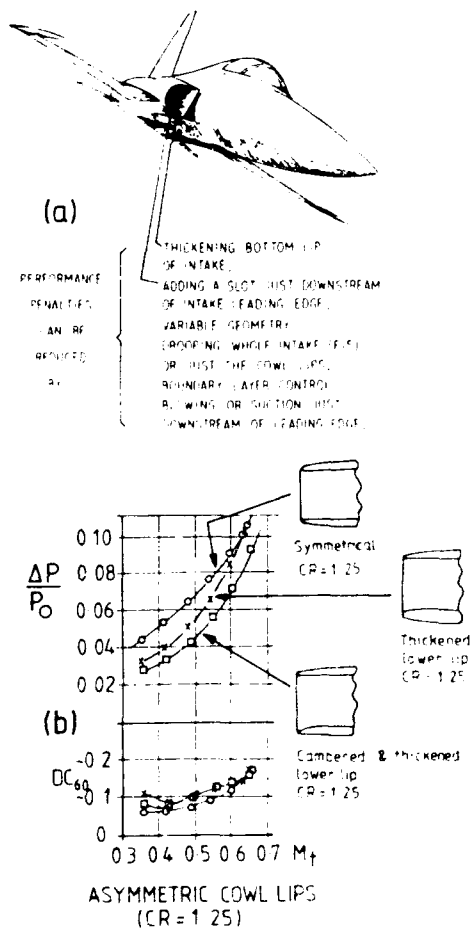 (a)
THICKENING BOTTOM LIP
OF INTAKE,
ADDING A SLOT JUST DOWNSTREAM
OF INTAKE LEADING EDGE,
VARIABLE GEOMETRY
DROOPING WHOLE INTAKE
OR JUST THE COWL LIPS,
BOUNDARY LAYER CONTROL
BLOWING OR SUCTION JUST
DOWNSTREAM OF LEADING EDGE,
PERFORMANCE
PENALTIES
CAN BE
REDUCED
BY
Symmetrical
CR = 1 25
Thickened
lower lip
CR = 1 25
Cambered & thickened
lower lip
CR = 1 25
ΔP
P₀
0 10
0 08
0 06
0 04
0 02
(b)
DC₆₀
-0 2
-0 1
0
0 3 0 4 0 5 0 6 0 7 Mₜ
ASYMMETRIC COWL LIPS
(CR = 1 25)